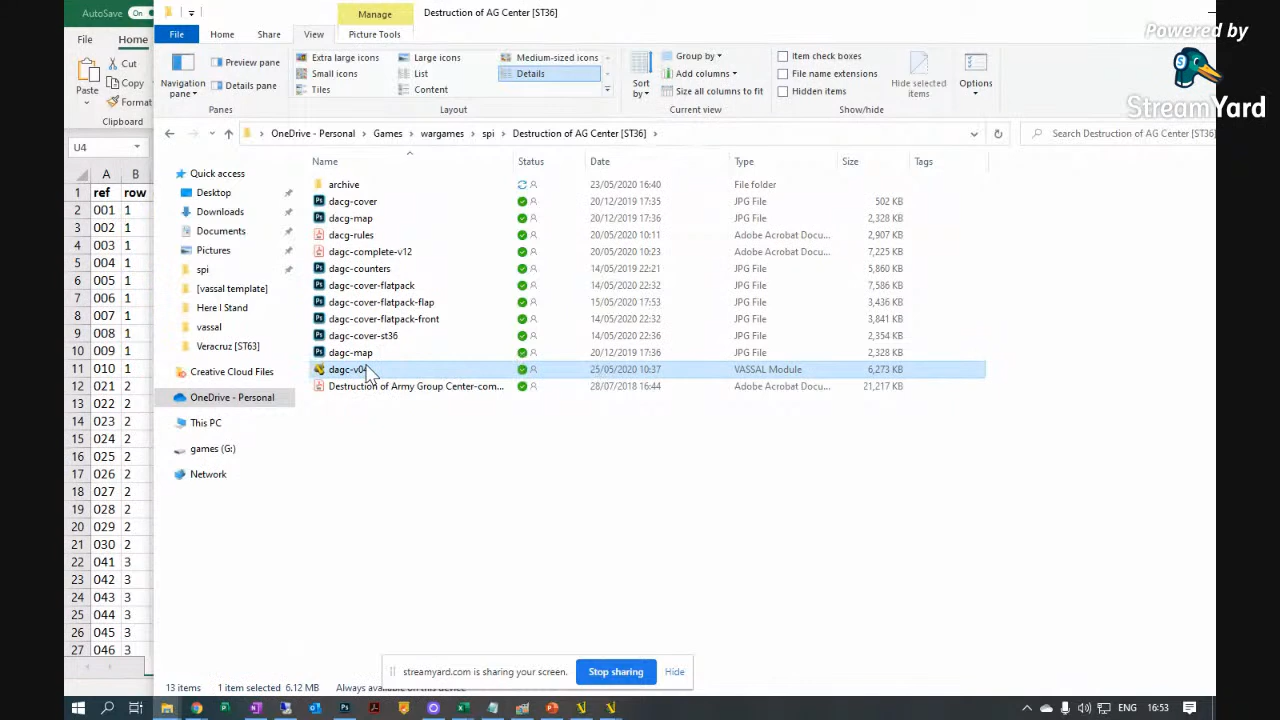 AutoSave On
Manage
Destruction of AG Center [ST36]
Powered by
StreamYard
File Home
File Home Share View Picture Tools
Paste
Cut
Copy
Format
Clipboard
Navigation pane
Preview pane
Details pane
Panes
Extra large icons Large icons Medium-sized icons
Small icons List Details
Tiles Content
Layout
Sort by
Group by
Add columns
Size all columns to fit
Current view
Item check boxes
File name extensions
Hidden items
Hide selected items
Show/hide
Options
U4
OneDrive - Personal > Games > wargames > spi > Destruction of AG Center [ST36] >
Search Destruction of AG Center [ST36]
A B
1 ref row
2 001 1
3 002 1
4 003 1
5 004 1
6 005 1
7 006 1
8 007 1
9 008 1
10 009 1
11 010 1
12 021 2
13 022 2
14 023 2
15 024 2
16 025 2
17 026 2
18 027 2
19 028 2
20 029 2
21 030 2
22 041 3
23 042 3
24 043 3
25 044 3
26 045 3
27 046 3
Quick access
Desktop
Downloads
Documents
Pictures
spi
[vassal template]
Here I Stand
vassal
Veracruz [ST63]
Creative Cloud Files
OneDrive - Personal
This PC
games (G:)
Network
Name Status Date Type Size Tags
archive 23/05/2020 16:40 File folder
dacg-cover 20/12/2019 17:35 JPG File 502 KB
dacg-map 20/12/2019 17:36 JPG File 2,328 KB
dacg-rules 20/05/2020 10:11 Adobe Acrobat Docu... 2,907 KB
dagc-complete-v12 20/05/2020 10:23 Adobe Acrobat Docu... 7,225 KB
dagc-counters 14/05/2019 22:21 JPG File 5,860 KB
dagc-cover-flatpack 14/05/2020 22:32 JPG File 7,586 KB
dagc-cover-flatpack-flap 15/05/2020 17:53 JPG File 3,436 KB
dagc-cover-flatpack-front 14/05/2020 22:32 JPG File 3,841 KB
dagc-cover-st36 14/05/2020 22:36 JPG File 2,354 KB
dagc-map 20/12/2019 17:36 JPG File 2,328 KB
25/05/2020 10:37 VASSAL Module 6,273 KB
Destruction of Army Group Center-com... 28/07/2018 16:44 Adobe Acrobat Docu... 21,217 KB
streamyard.com is sharing your screen. Stop sharing Hide
13 items 1 item selected 6.12 MB Always available on this device
ENG 16:53